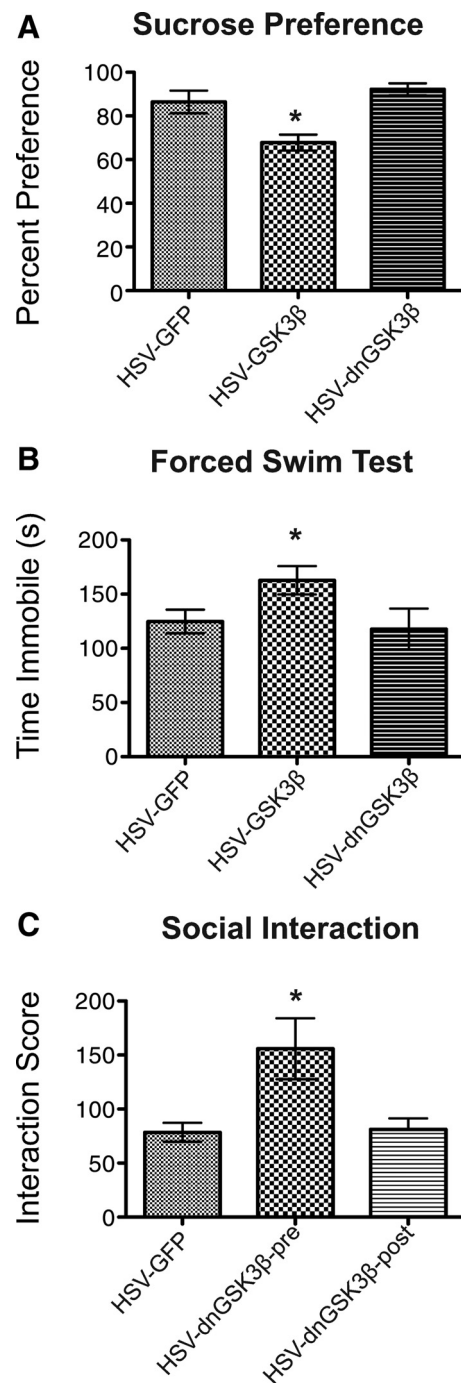 A Sucrose Preference
Percent Preference
100
80
60
40
20
0
*
HSV-GFP
HSV-GSK3β
HSV-dnGSK3β
B Forced Swim Test
Time Immobile (s)
200
150
100
50
0
*
HSV-GFP
HSV-GSK3β
HSV-dnGSK3β
C Social Interaction
Interaction Score
200
150
100
50
0
*
HSV-GFP
HSV-dnGSK3β-pre
HSV-dnGSK3β-post